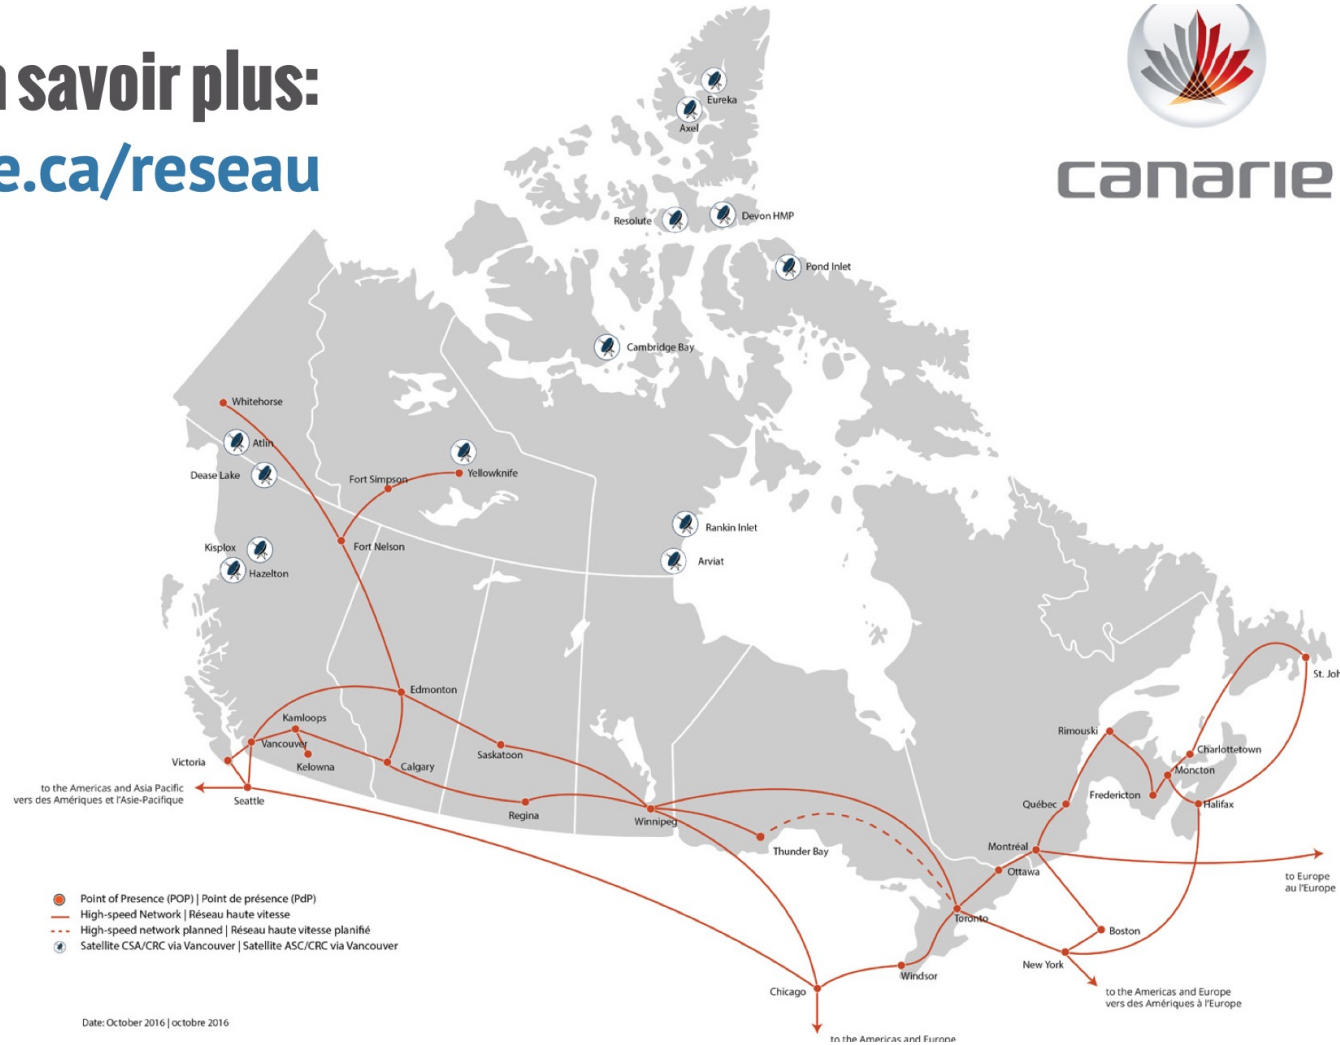 savoir plus:
e.ca/reseau
canarie
Eureka
Axel
Resolute
Devon HMP
Pond Inlet
Cambridge Bay
Whitehorse
Atlin
Dease Lake
Fort Simpson
Yellowknife
Rankin Inlet
Fort Nelson
Kisplox
Arviat
Hazelton
Edmonton
St. Joh
Kamloops
Rimouski
Vancouver
Charlottetown
Saskatoon
Victoria
Kelowna
Calgary
Moncton
to the Americas and Asia Pacific
vers des Amériques et l'Asie-Pacifique
Seattle
Fredericton
Québec
Halifax
Regina
Winnipeg
Thunder Bay
Montréal
Ottawa
to Europe
au l'Europe
Point of Presence (POP) | Point de présence (PdP)
High-speed Network | Réseau haute vitesse
High-speed network planned | Réseau haute vitesse planifié
Satellite CSA/CRC via Vancouver | Satellite ASC/CRC via Vancouver
Toronto
Boston
New York
Windsor
Chicago
to the Americas and Europe
vers des Amériques à l'Europe
Date: October 2016 | octobre 2016
to the Americas and Europe